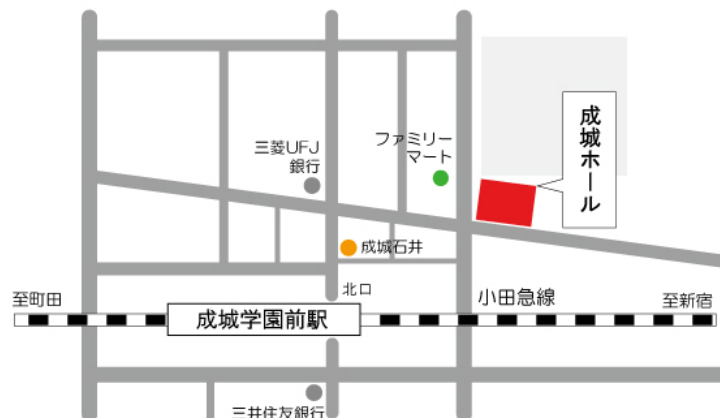 三菱UFJ
銀行
ファミリー
マート
成城ホール
成城石井
北口
至町田
小田急線
至新宿
成城学園前駅
三井住友銀行